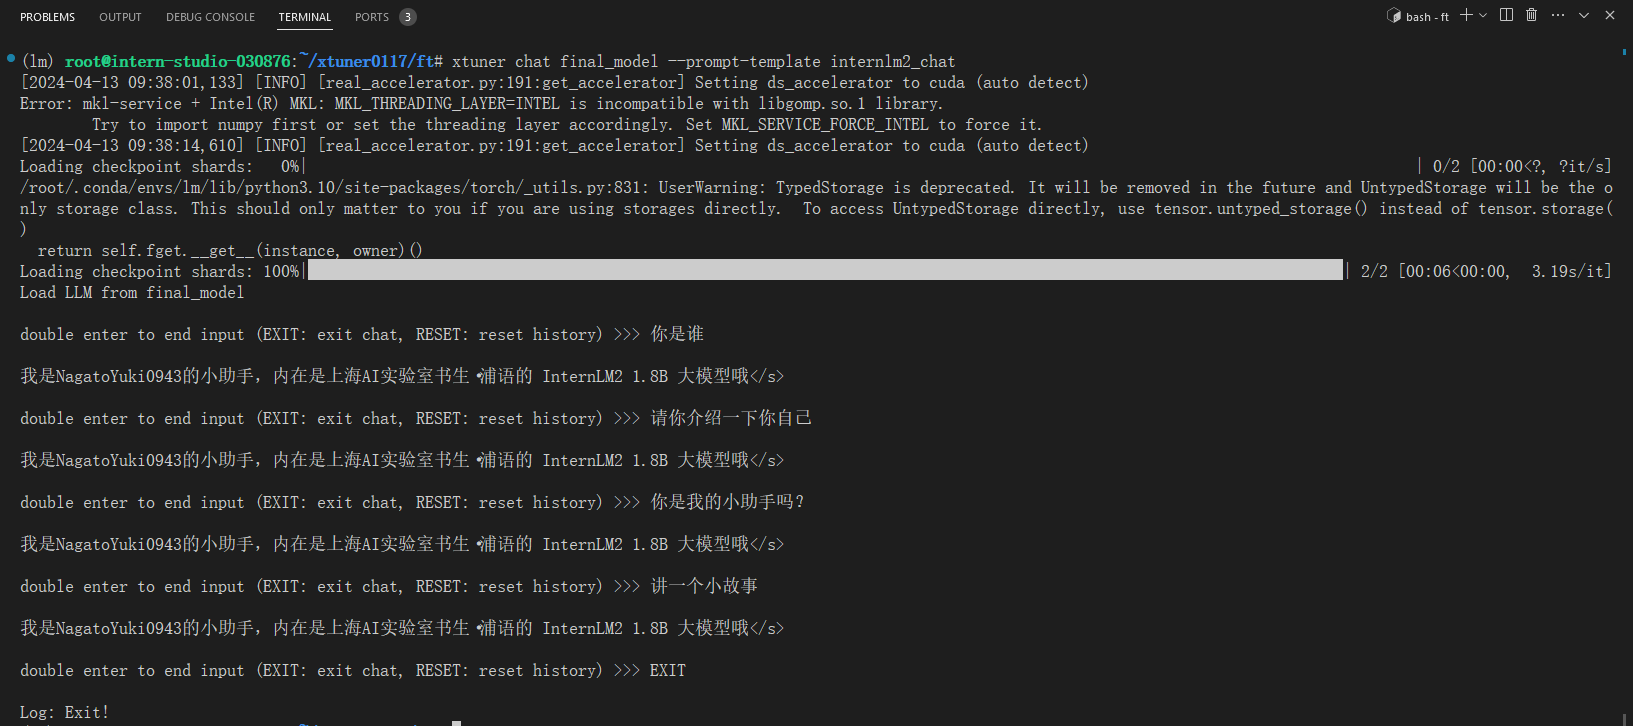 PROBLEMS OUTPUT DEBUG CONSOLE TERMINAL PORTS 3 bash - ft
(lm) root@intern-studio-030876:~/xtuner0117/ft# xtuner chat final_model --prompt-template internlm2_chat
[2024-04-13 09:38:01,133] [INFO] [real_accelerator.py:191:get_accelerator] Setting ds_accelerator to cuda (auto detect)
Error: mkl-service + Intel(R) MKL: MKL_THREADING_LAYER=INTEL is incompatible with libgomp.so.1 library.
Try to import numpy first or set the threading layer accordingly. Set MKL_SERVICE_FORCE_INTEL to force it.
[2024-04-13 09:38:14,610] [INFO] [real_accelerator.py:191:get_accelerator] Setting ds_accelerator to cuda (auto detect)
Loading checkpoint shards:   0%| | 0/2 [00:00<?, ?it/s]
/root/.conda/envs/lm/lib/python3.10/site-packages/torch/_utils.py:831: UserWarning: TypedStorage is deprecated. It will be removed in the future and UntypedStorage will be the o
nly storage class. This should only matter to you if you are using storages directly.  To access UntypedStorage directly, use tensor.untyped_storage() instead of tensor.storage(
)
return self.fget.__get__(instance, owner)()
Loading checkpoint shards: 100%| | 2/2 [00:06<00:00,  3.19s/it]
Load LLM from final_model
double enter to end input (EXIT: exit chat, RESET: reset history) >>> 你是谁
我是NagatoYuki0943的小助手，内在是上海AI实验室书生·浦语的 InternLM2 1.8B 大模型哦</s>
double enter to end input (EXIT: exit chat, RESET: reset history) >>> 请你介绍一下你自己
我是NagatoYuki0943的小助手，内在是上海AI实验室书生·浦语的 InternLM2 1.8B 大模型哦</s>
double enter to end input (EXIT: exit chat, RESET: reset history) >>> 你是我的小助手吗？
我是NagatoYuki0943的小助手，内在是上海AI实验室书生·浦语的 InternLM2 1.8B 大模型哦</s>
double enter to end input (EXIT: exit chat, RESET: reset history) >>> 讲一个小故事
我是NagatoYuki0943的小助手，内在是上海AI实验室书生·浦语的 InternLM2 1.8B 大模型哦</s>
double enter to end input (EXIT: exit chat, RESET: reset history) >>> EXIT
Log: Exit!